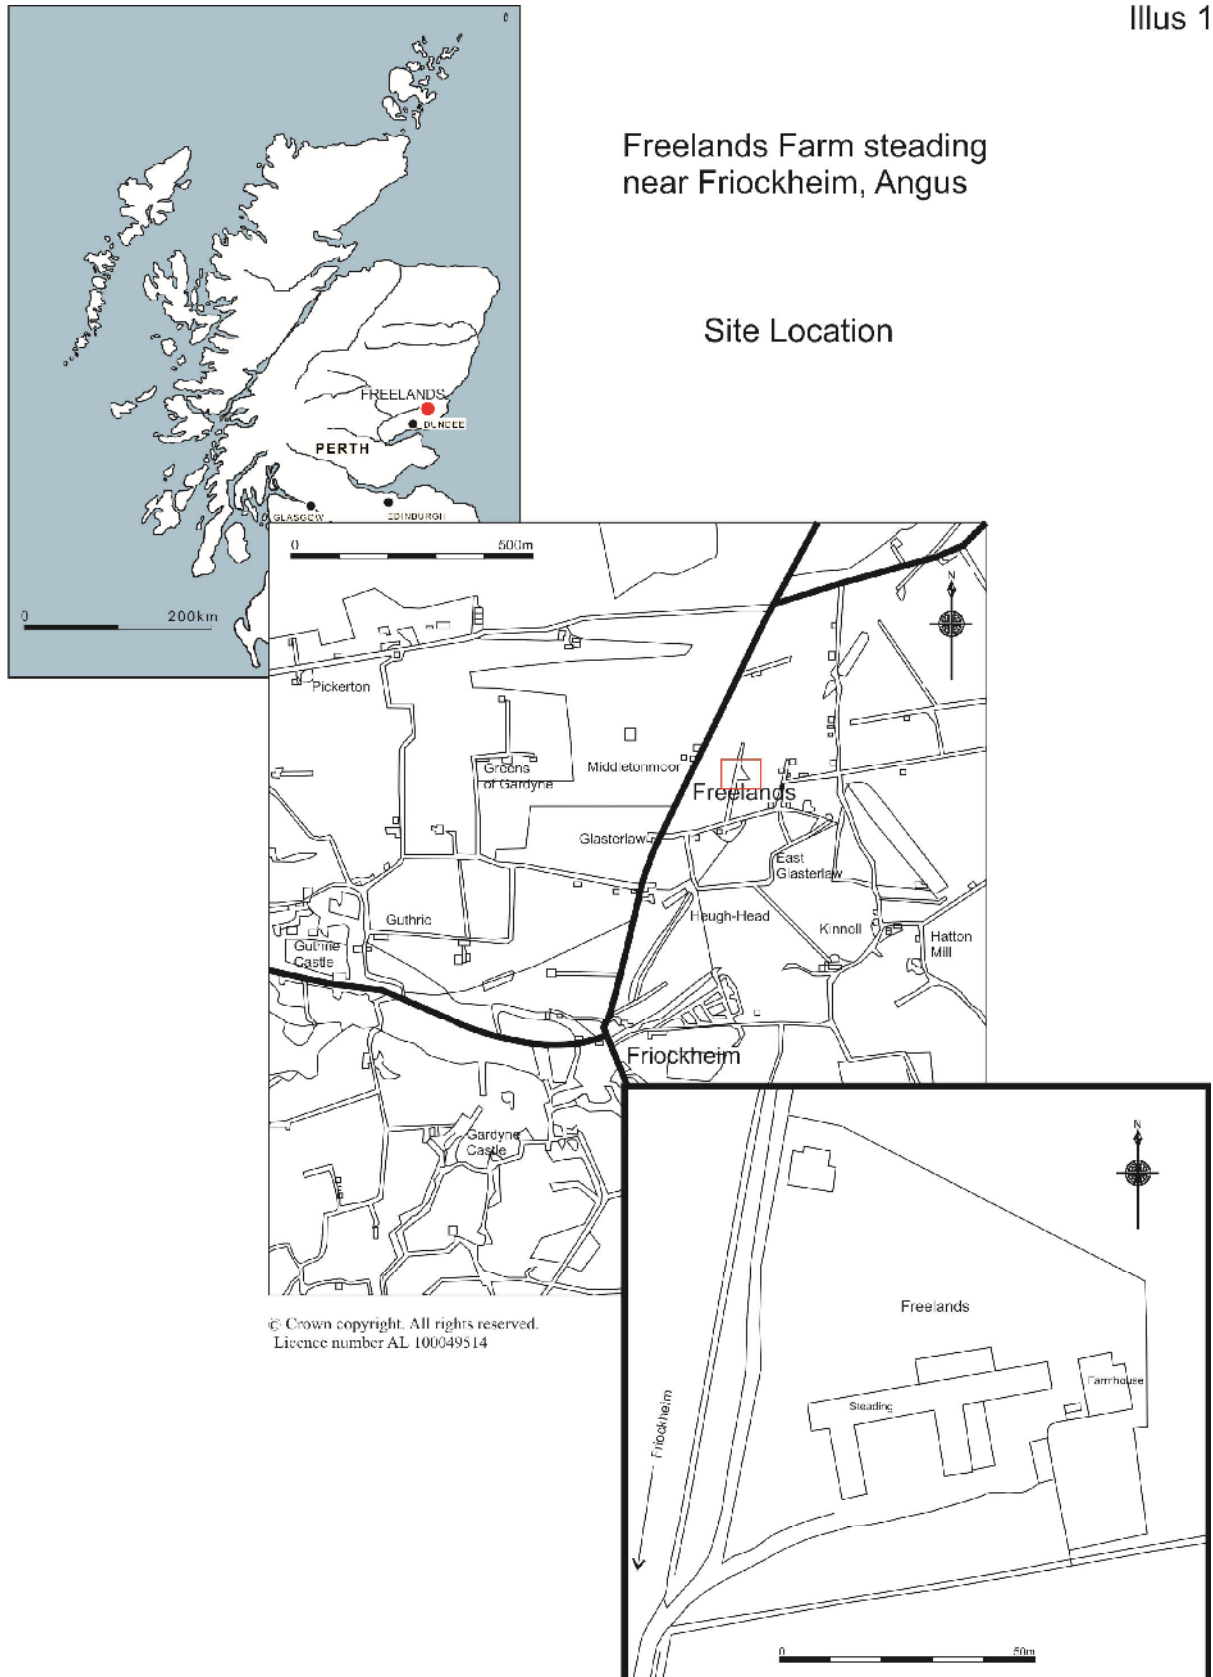 Illus 1
Freelands Farm steading
near Friockheim, Angus
Site Location
FREELANDS
DUNDEE
PERTH
GLASGOW
EDINBURGH
0 200km
0 500m
N
Pickerton
Greens
of Gardyne
Middletonmoor
Freelands
Glasterlaw
East
Glasterlaw
Heugh-Head
Kinnell
Hatton
Mill
Guthrie
Guthrie
Castle
Friockheim
Gardyne
Castle
© Crown copyright. All rights reserved.
Licence number AL 100049514
N
Freelands
Farmhouse
Steading
Friockheim
0 50m